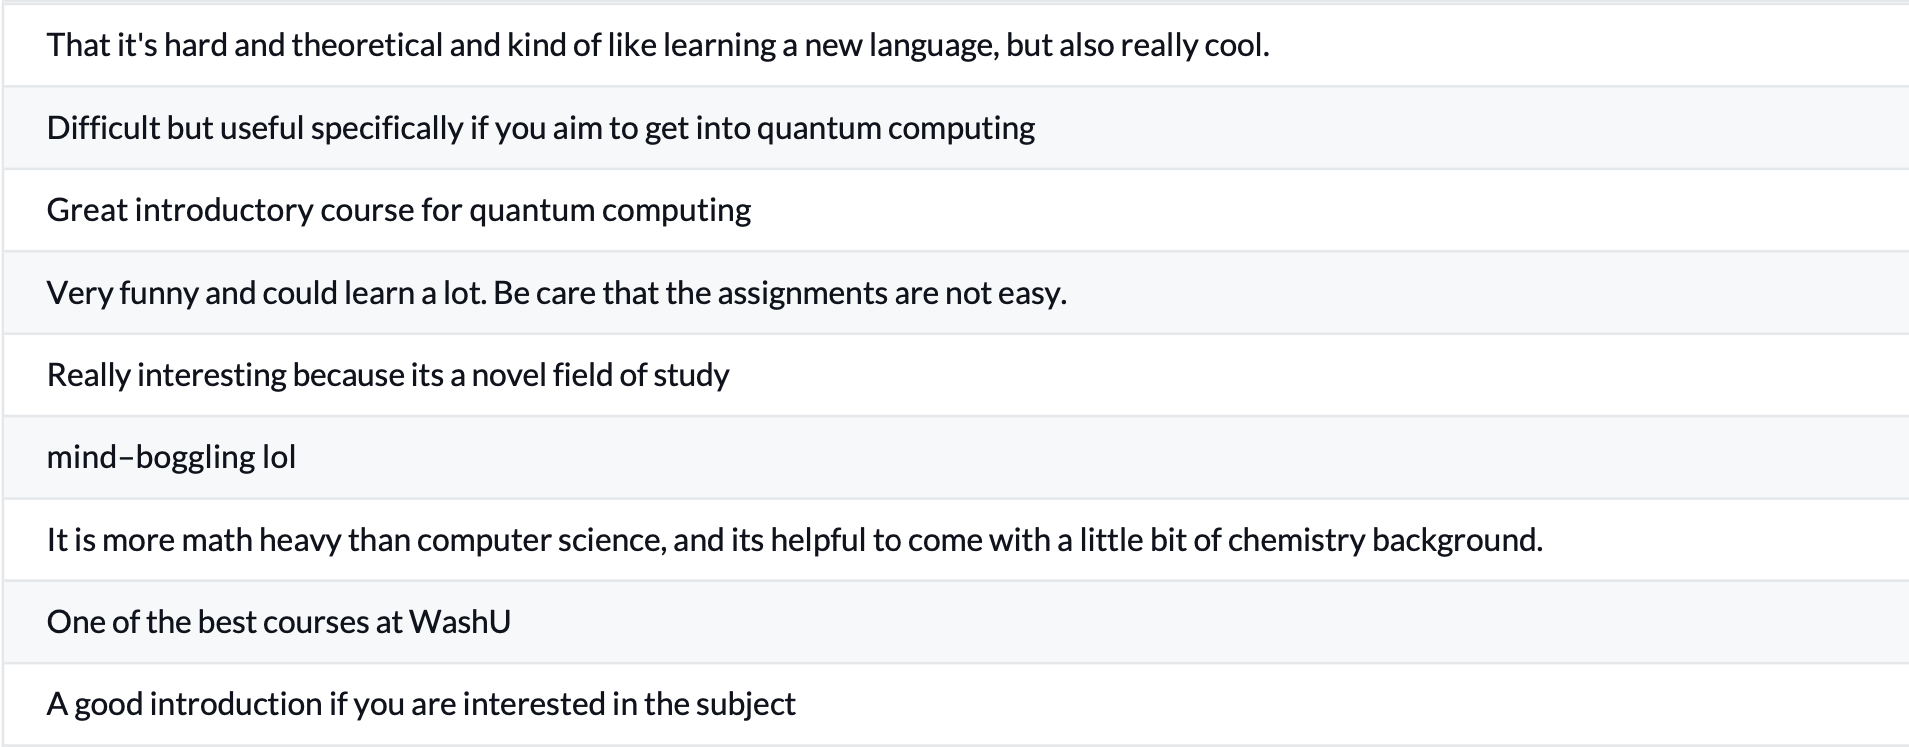 That it's hard and theoretical and kind of like learning a new language, but also really cool.
Difficult but useful specifically if you aim to get into quantum computing
Great introductory course for quantum computing
Very funny and could learn a lot. Be care that the assignments are not easy.
Really interesting because its a novel field of study
mind–boggling lol
It is more math heavy than computer science, and its helpful to come with a little bit of chemistry background.
One of the best courses at WashU
A good introduction if you are interested in the subject